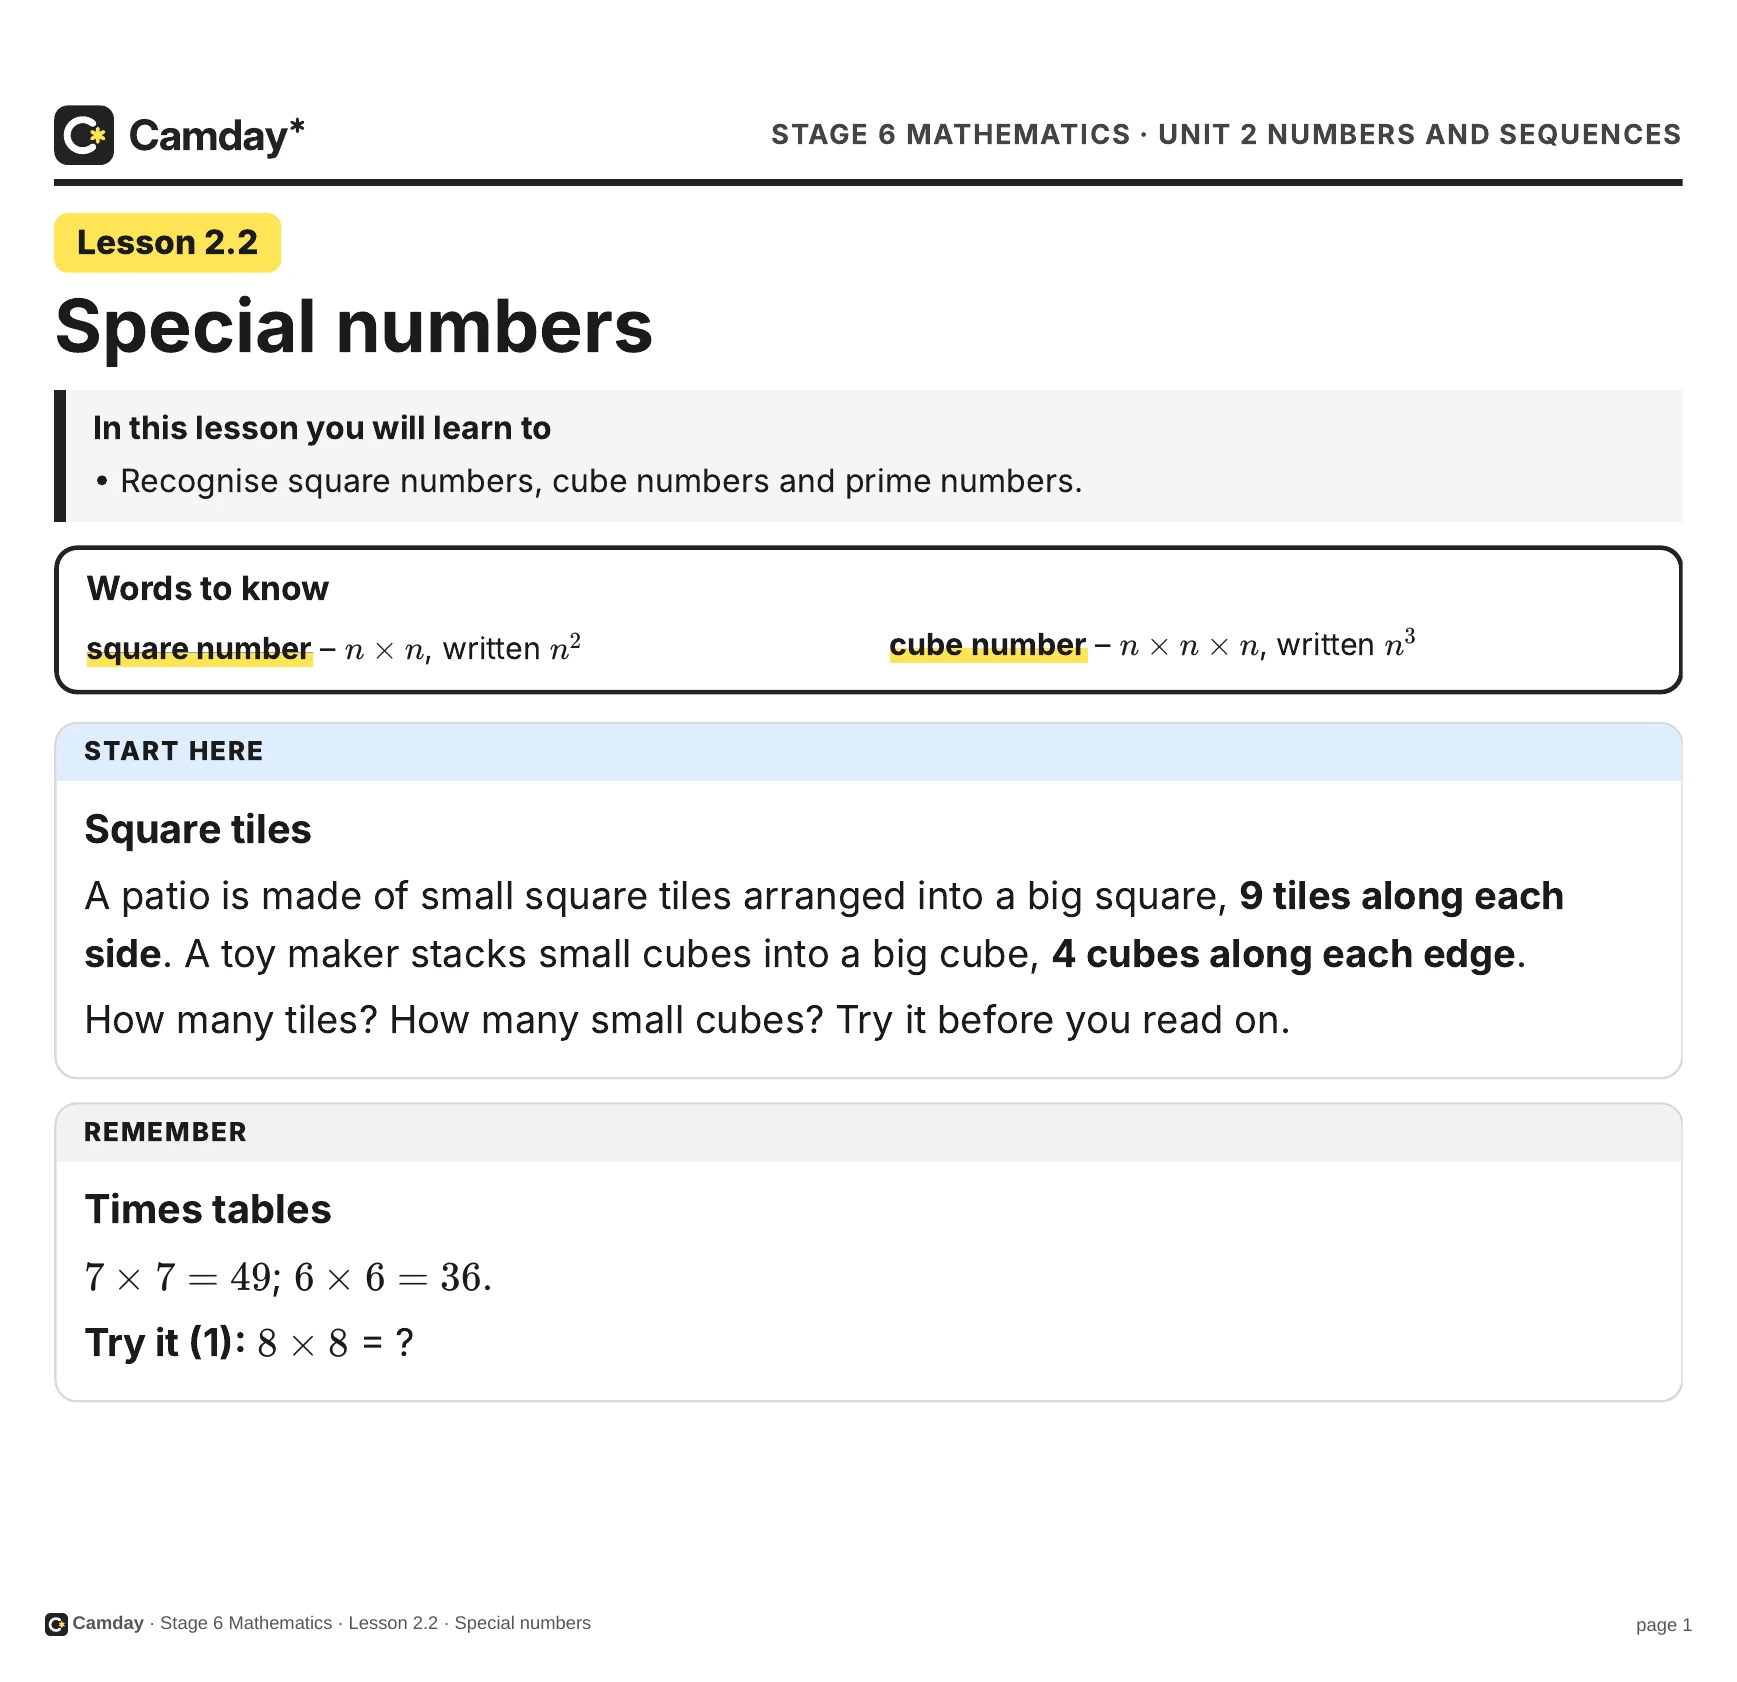 Camday*
STAGE 6 MATHEMATICS · UNIT 2 NUMBERS AND SEQUENCES
Lesson 2.2
Special numbers
In this lesson you will learn to
• Recognise square numbers, cube numbers and prime numbers.
Words to know
square number – n × n, written n²
cube number – n × n × n, written n³
START HERE
Square tiles
A patio is made of small square tiles arranged into a big square, 9 tiles along each
side. A toy maker stacks small cubes into a big cube, 4 cubes along each edge.
How many tiles? How many small cubes? Try it before you read on.
REMEMBER
Times tables
7 × 7 = 49; 6 × 6 = 36.
Try it (1): 8 × 8 = ?
Camday · Stage 6 Mathematics · Lesson 2.2 · Special numbers
page 1